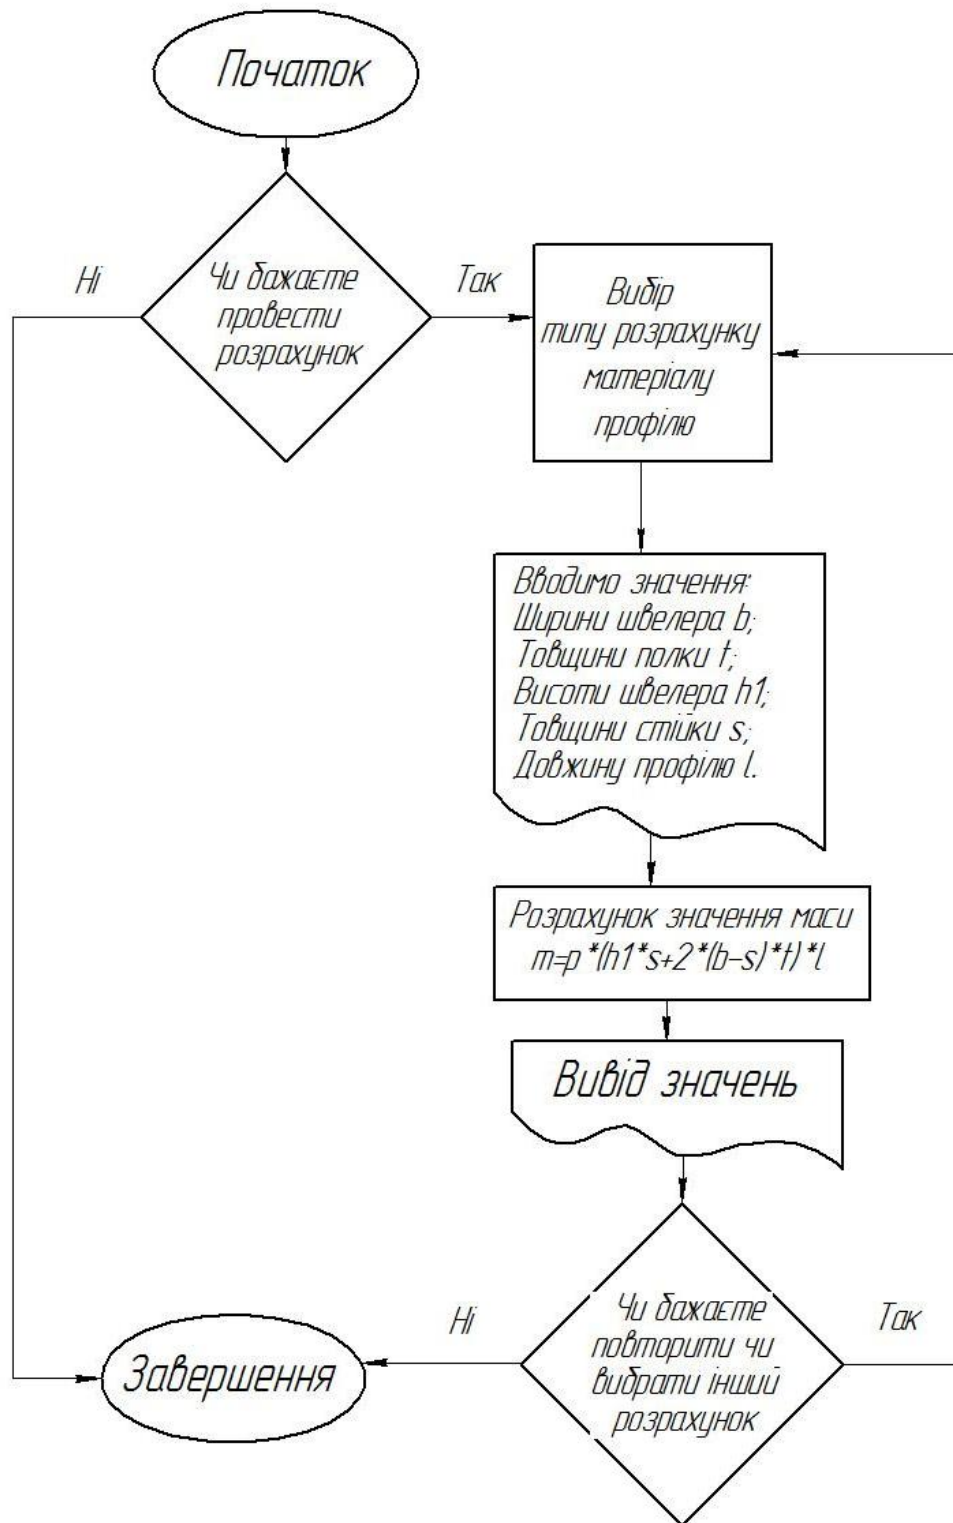 Початок
Чи бажаєте
провести
розрахунок
Ні
Так
Вибір
типу розрахунку
матеріалу
профілю
Вводимо значення:
Ширини швелера b;
Товщини полки t;
Висоти швелера h1;
Товщини стійки s;
Довжину профілю l.
Розрахунок значення маси
m=p*(h1*s+2*(b-s)*t)*l
Вивід значень
Чи бажаєте
повторити чи
вибрати інший
розрахунок
Ні
Так
Завершення